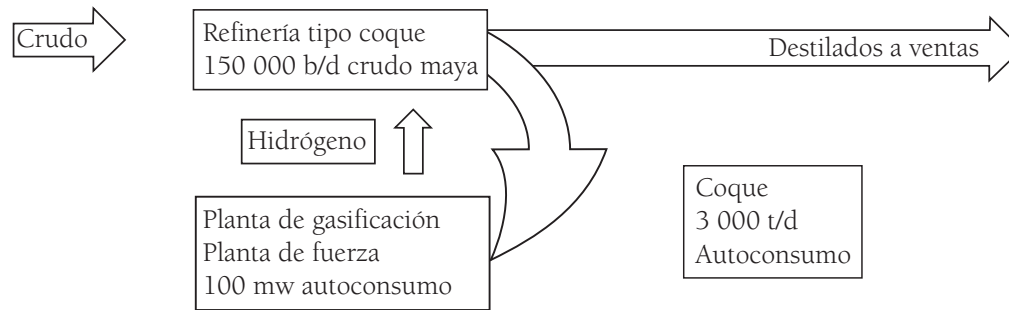 Crudo
Refinería tipo coque
150 000 b/d crudo maya
Destilados a ventas
Hidrógeno
Planta de gasificación
Planta de fuerza
100 mw autoconsumo
Coque
3 000 t/d
Autoconsumo